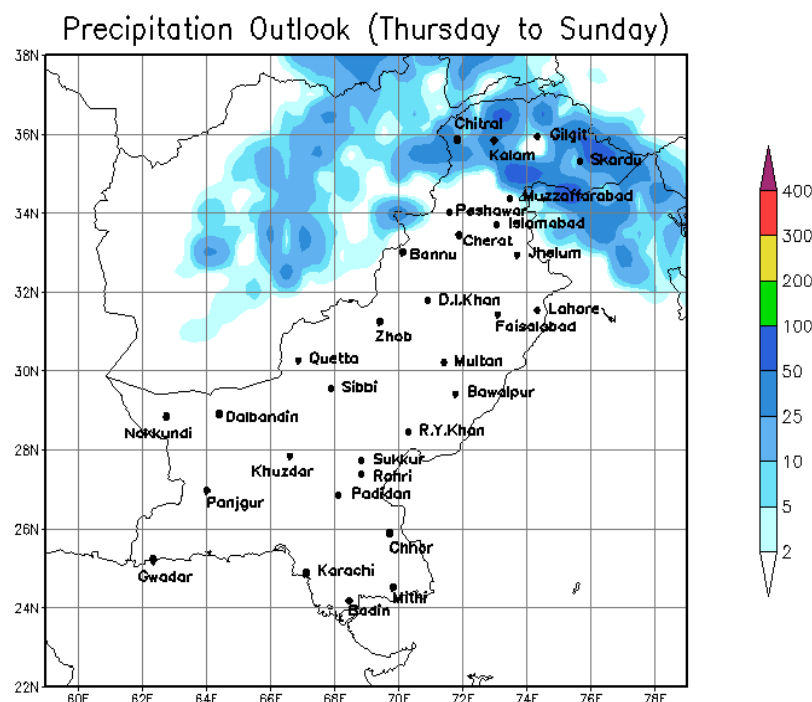 Precipitation Outlook (Thursday to Sunday)
38N
36N
34N
32N
30N
28N
26N
24N
22N
60E
62E
64E
66E
68E
70E
72E
74E
76E
78E
Chitral
Gilgit
Kalam
Skardu
Muzzaffarabad
Peshawar
Islamabad
Cherat
Bannu
Jhelum
D.I.Khan
Lahore
Faisalabad
Zhob
Quetta
Multan
Sibbi
Bawalpur
Dalbandin
Nokkundi
R.Y.Khan
Sukkur
Khuzdar
Rohri
Panjgur
Padidan
Chhor
Karachi
Gwadar
Mithi
Badin
400
300
200
100
50
25
10
5
2